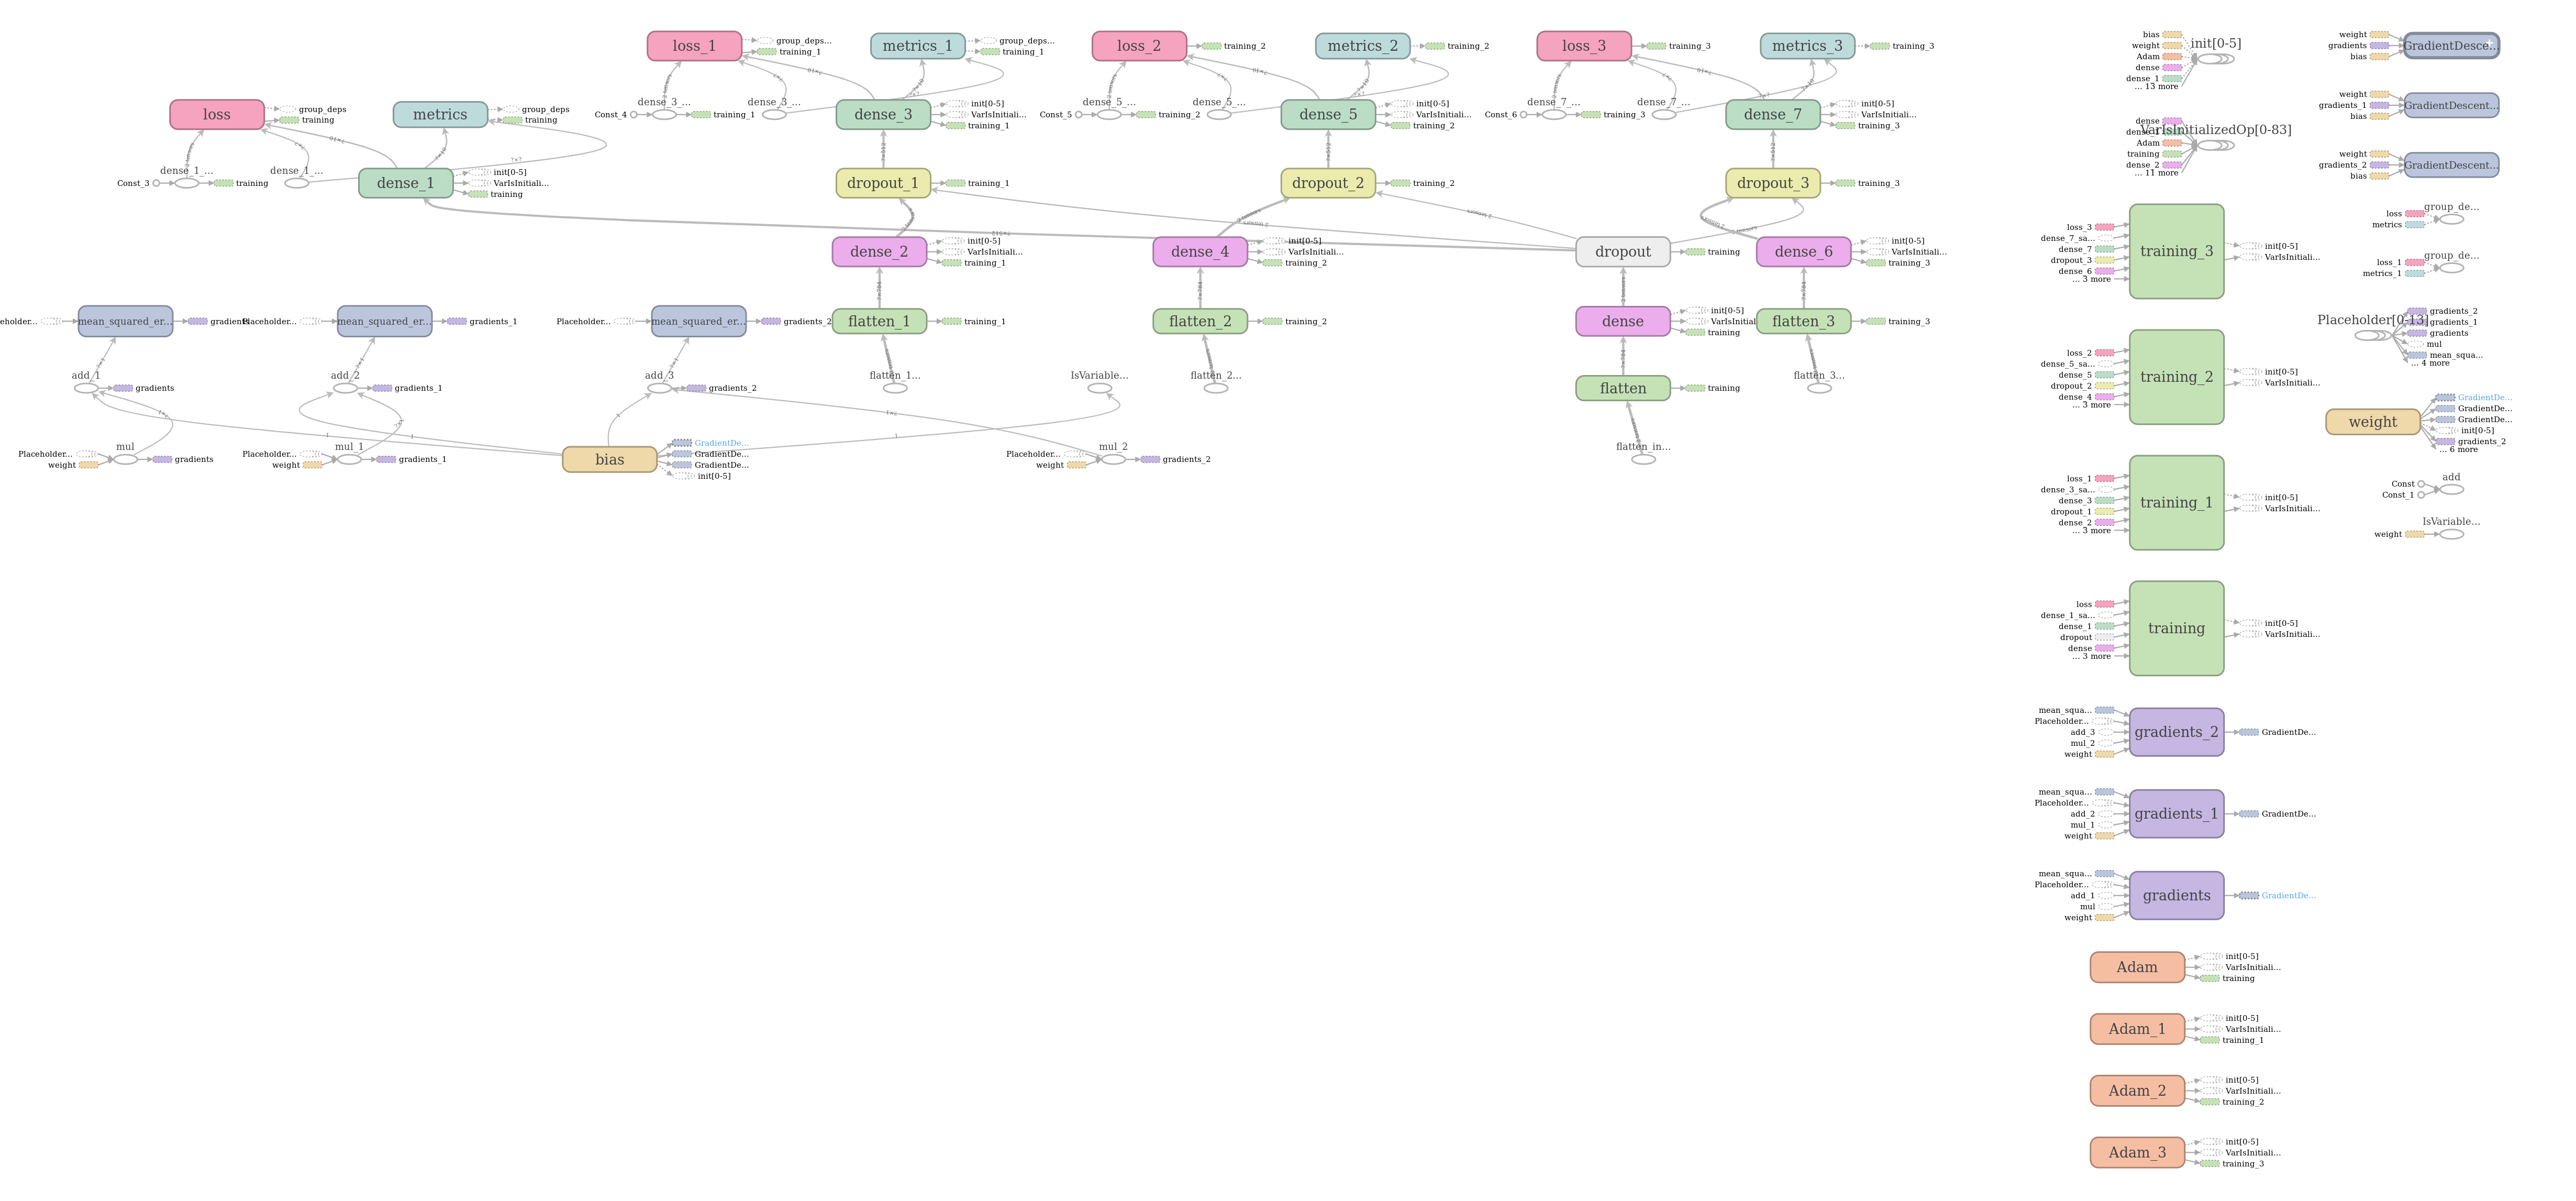 loss_1
group_deps...
training_1
metrics_1
group_deps...
training_1
loss_2
training_2
metrics_2
training_2
loss_3
training_3
metrics_3
training_3
loss
group_deps
training
metrics
group_deps
training
Const_4
dense_3_...
training_1
dense_3_...
dense_3
init[0-5]
VarIsInitiali...
training_1
Const_5
dense_5_...
training_2
dense_5_...
dense_5
init[0-5]
VarIsInitiali...
training_2
Const_6
dense_7_...
training_3
dense_7_...
dense_7
init[0-5]
VarIsInitiali...
training_3
Const_3
dense_1_...
training
dense_1_...
dense_1
init[0-5]
VarIsInitiali...
training
dropout_1
training_1
dropout_2
training_2
dropout_3
training_3
dense_2
init[0-5]
VarIsInitiali...
training_1
dense_4
init[0-5]
VarIsInitiali...
training_2
dropout
training
dense_6
init[0-5]
VarIsInitiali...
training_3
eholder...
mean_squared_er...
gradients
Placeholder...
mean_squared_er...
gradients_1
Placeholder...
mean_squared_er...
gradients_2
flatten_1
training_1
flatten_2
training_2
dense
init[0-5]
VarIsInitial
training
flatten_3
training_3
add_1
gradients
add_2
gradients_1
add_3
gradients_2
flatten_1...
IsVariable...
flatten_2...
flatten
training
flatten_3...
Placeholder...
weight
mul
gradients
Placeholder...
weight
mul_1
gradients_1
bias
GradientDe...
GradientDe...
GradientDe...
init[0-5]
Placeholder...
weight
mul_2
gradients_2
flatten_in...
bias
weight
Adam
dense
dense_1
... 13 more
init[0-5]
dense
dense_1
Adam
training
dense_2
... 11 more
VarIsInitializedOp[0-83]
loss_3
dense_7_sa...
dense_7
dropout_3
dense_6
... 3 more
training_3
init[0-5]
VarIsInitiali...
loss_2
dense_5_sa...
dense_5
dropout_2
dense_4
... 3 more
training_2
init[0-5]
VarIsInitiali...
loss_1
dense_3_sa...
dense_3
dropout_1
dense_2
... 3 more
training_1
init[0-5]
VarIsInitiali...
loss
dense_1_sa...
dense_1
dropout
dense
... 3 more
training
init[0-5]
VarIsInitiali...
mean_squa...
Placeholder...
add_3
mul_2
weight
gradients_2
GradientDe...
mean_squa...
Placeholder...
add_2
mul_1
weight
gradients_1
GradientDe...
mean_squa...
Placeholder...
add_1
mul
weight
gradients
GradientDe...
Adam
init[0-5]
VarIsInitiali...
training
Adam_1
init[0-5]
VarIsInitiali...
training_1
Adam_2
init[0-5]
VarIsInitiali...
training_2
Adam_3
init[0-5]
VarIsInitiali...
training_3
weight
gradients
bias
GradientDesce...
weight
gradients_1
bias
GradientDescent...
weight
gradients_2
bias
GradientDescent...
loss
metrics
group_de...
loss_1
metrics_1
group_de...
Placeholder[0-13]
gradients_2
gradients_1
gradients
mul
mean_squa...
... 4 more
weight
GradientDe...
GradientDe...
GradientDe...
init[0-5]
gradients_2
... 6 more
Const
Const_1
add
weight
IsVariable...